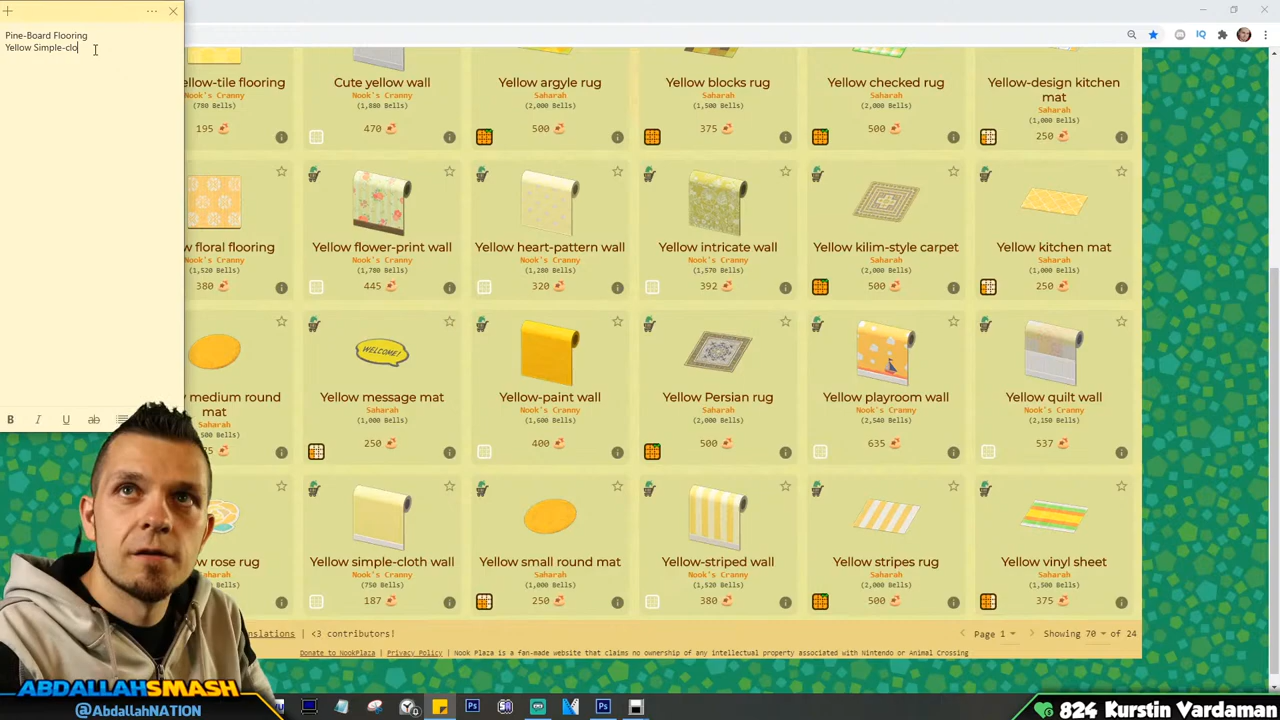 Pine-Board Flooring
Yellow Simple-clo
ellow-tile flooring
Nook's Cranny
(780 Bells)
195
Cute yellow wall
Nook's Cranny
(1,880 Bells)
470
Yellow argyle rug
Saharah
(2,000 Bells)
500
Yellow blocks rug
Saharah
(1,500 Bells)
375
Yellow checked rug
Saharah
(2,000 Bells)
500
Yellow-design kitchen
mat
Saharah
(1,000 Bells)
250
w floral flooring
Nook's Cranny
(1,520 Bells)
380
Yellow flower-print wall
Nook's Cranny
(1,780 Bells)
445
Yellow heart-pattern wall
Nook's Cranny
(1,280 Bells)
320
Yellow intricate wall
Nook's Cranny
(1,570 Bells)
392
Yellow kilim-style carpet
Saharah
(2,000 Bells)
500
Yellow kitchen mat
Saharah
(1,000 Bells)
250
w medium round
mat
Saharah
500 Bells)
75
WELCOME!
Yellow message mat
Saharah
(1,000 Bells)
250
Yellow-paint wall
Nook's Cranny
(1,600 Bells)
400
Yellow Persian rug
Saharah
(2,000 Bells)
500
Yellow playroom wall
Nook's Cranny
(2,540 Bells)
635
Yellow quilt wall
Nook's Cranny
(2,150 Bells)
537
w rose rug
Saharah
Yellow simple-cloth wall
Nook's Cranny
(750 Bells)
187
Yellow small round mat
Saharah
(1,000 Bells)
250
Yellow-striped wall
Nook's Cranny
(1,520 Bells)
380
Yellow stripes rug
Saharah
(2,000 Bells)
500
Yellow vinyl sheet
Saharah
(1,500 Bells)
375
nslations | <3 contributors!
Page 1
Showing 70 of 24
Donate to NookPlaza | Privacy Policy | Nook Plaza is a fan-made website that claims no ownership of any intellectual property associated with Nintendo or Animal Crossing
ABDALLAHSMASH
@AbdallahNATION
824 Kurstin Vardaman